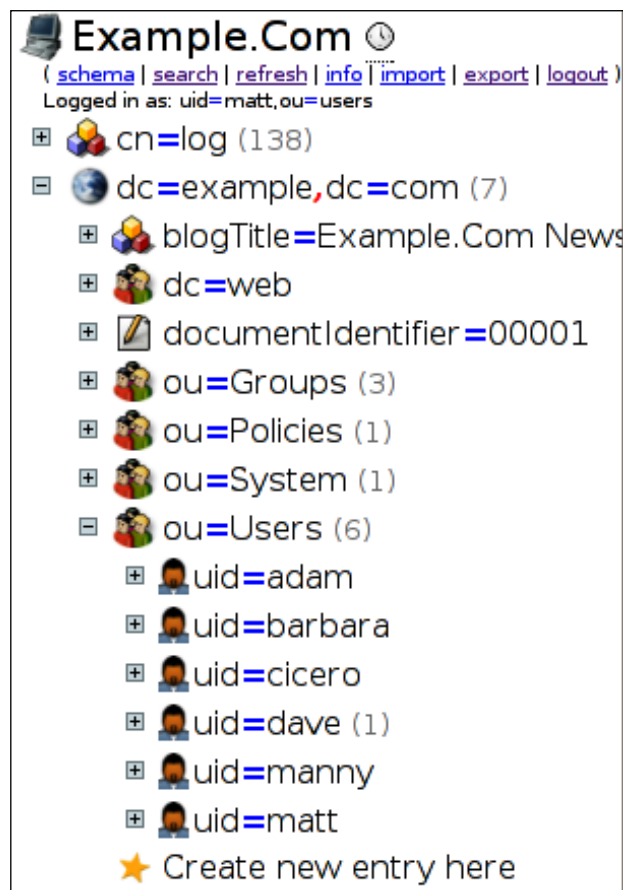 Example.Com
( schema | search | refresh | info | import | export | logout )
Logged in as: uid=matt,ou=users
cn=log (138)
dc=example,dc=com (7)
blogTitle=Example.Com News
dc=web
documentIdentifier=00001
ou=Groups (3)
ou=Policies (1)
ou=System (1)
ou=Users (6)
uid=adam
uid=barbara
uid=cicero
uid=dave (1)
uid=manny
uid=matt
Create new entry here